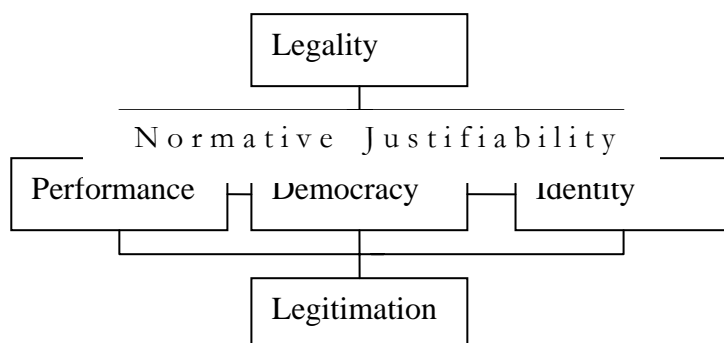 Legality
Normative Justifiability
Performance Democracy Identity
Legitimation